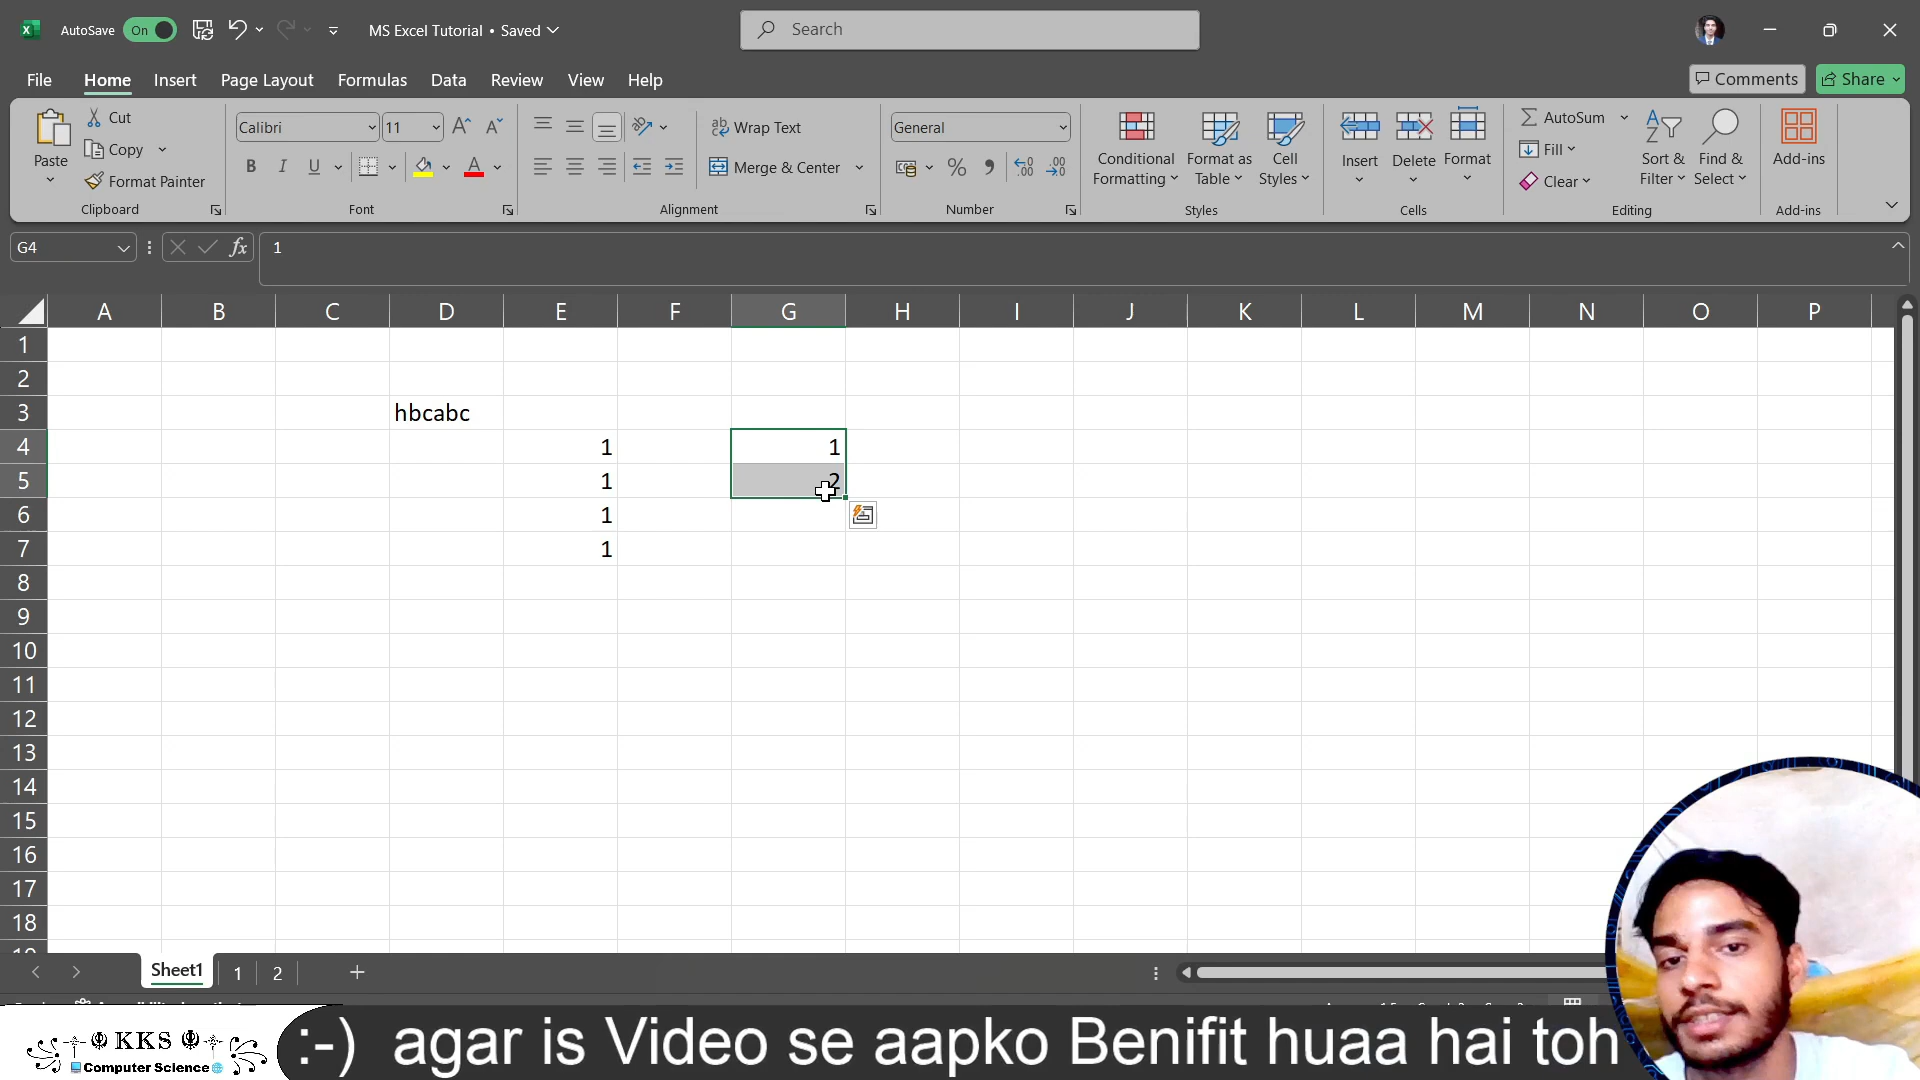 AutoSave On MS Excel Tutorial • Saved Search
File Home Insert Page Layout Formulas Data Review View Help Comments Share
Paste Cut Copy Format Painter
Calibri 11
B I U
Wrap Text
Merge & Center
General
Conditional Formatting Format as Table Cell Styles
Insert Delete Format
AutoSum Fill Clear
Sort & Filter Find & Select Add-ins
Clipboard Font Alignment Number Styles Cells Editing Add-ins
G4 fx 1
A B C D E F G H I J K L M N O P
1
2
3 hbcabc
4 1 1
5 1 2
6 1
7 1
8
9
10
11
12
13
14
15
16
17
18
Sheet1 1 2
KKS
Computer Science
:-) agar is Video se aapko Benifit huaa hai toh